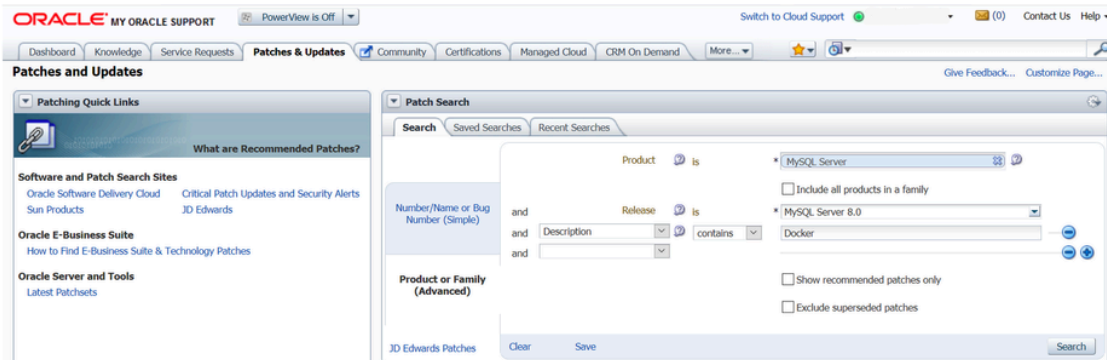 ORACLE® MY ORACLE SUPPORT PowerView is Off Switch to Cloud Support (0) Contact Us Help
Dashboard Knowledge Service Requests Patches & Updates Community Certifications Managed Cloud CRM On Demand More...
Patches and Updates Give Feedback... Customize Page...
Patching Quick Links
What are Recommended Patches?
Software and Patch Search Sites
Oracle Software Delivery Cloud Critical Patch Updates and Security Alerts
Sun Products JD Edwards
Oracle E-Business Suite
How to Find E-Business Suite & Technology Patches
Oracle Server and Tools
Latest Patchsets
Patch Search
Search Saved Searches Recent Searches
Number/Name or Bug
Number (Simple)
Product or Family
(Advanced)
JD Edwards Patches
Product ? is * MySQL Server ?
Include all products in a family
and Release ? is * MySQL Server 8.0
and Description ? contains Docker
and
Show recommended patches only
Exclude superseded patches
Clear Save Search